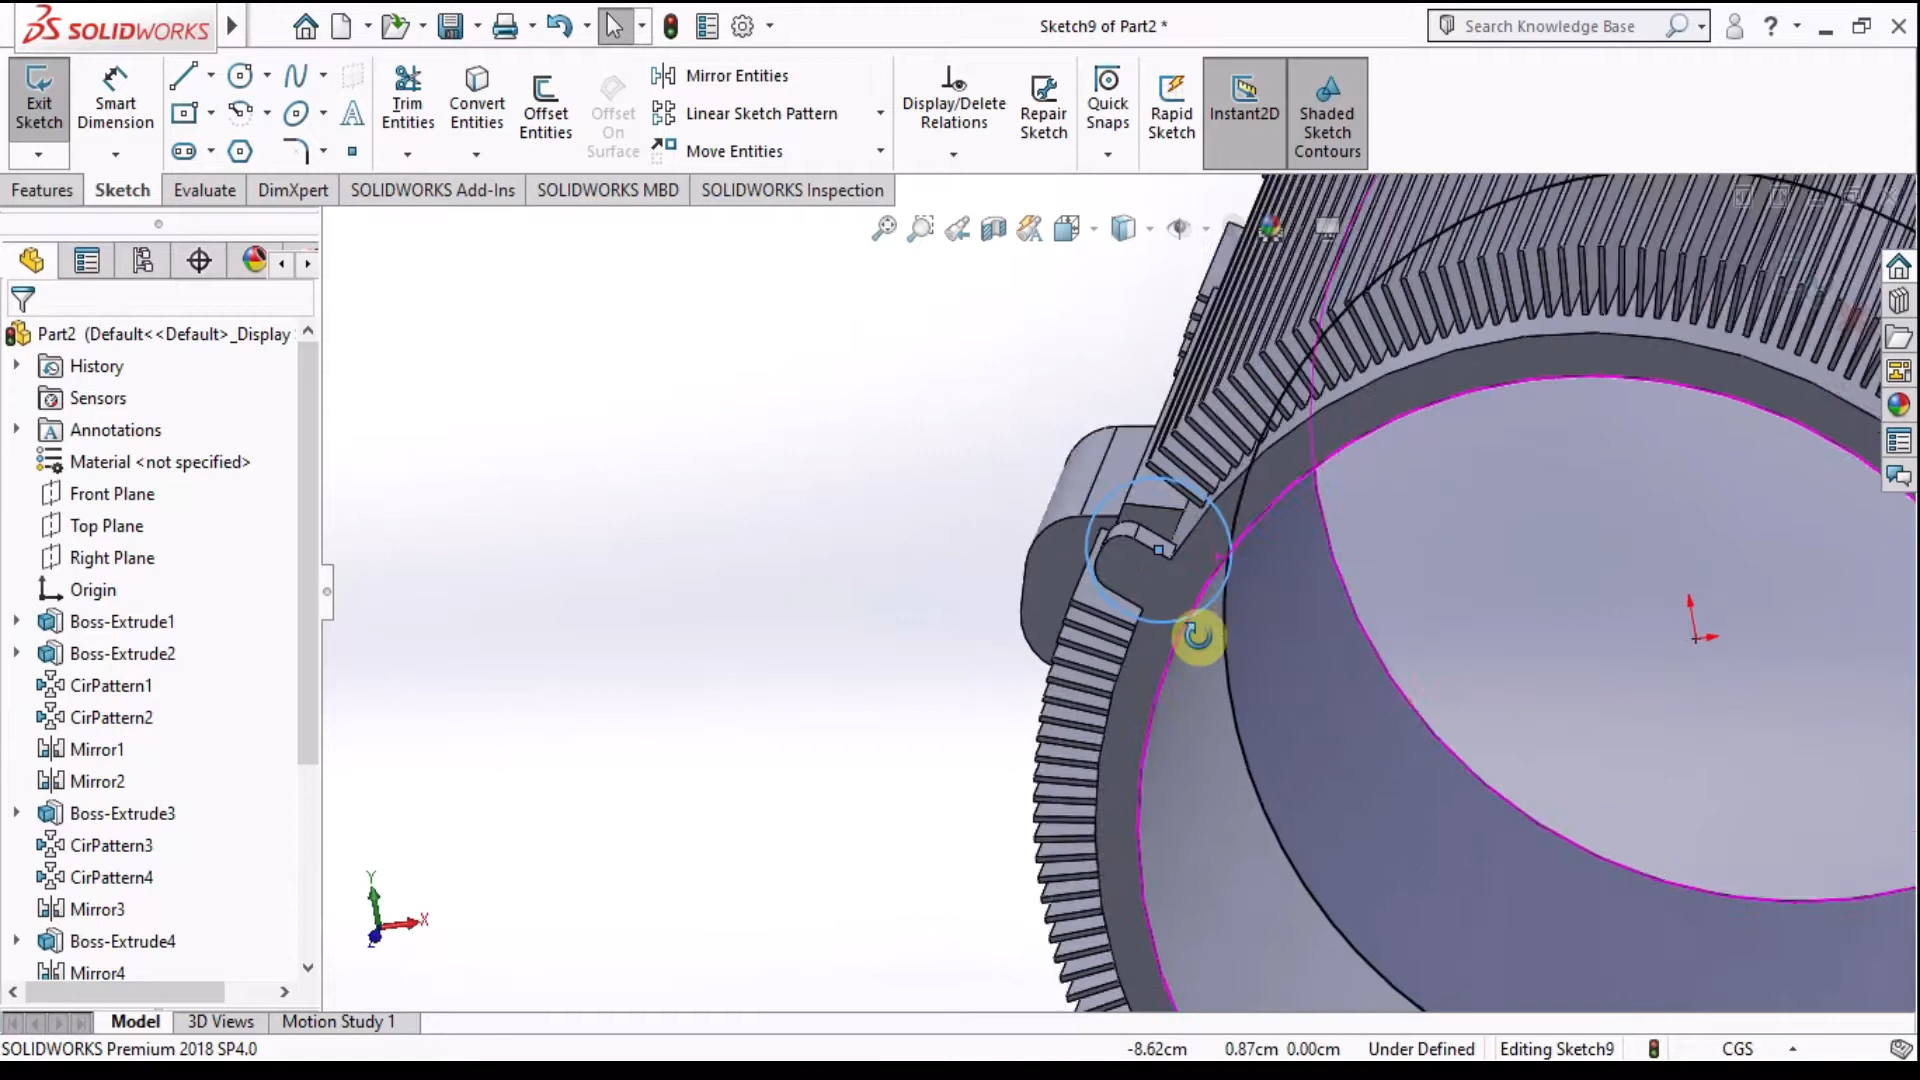 SOLIDWORKS
Sketch9 of Part2 *
Search Knowledge Base
?
Exit Sketch
Smart Dimension
Trim Entities
Convert Entities
Offset Entities
Offset On Surface
Mirror Entities
Linear Sketch Pattern
Move Entities
Display/Delete Relations
Repair Sketch
Quick Snaps
Rapid Sketch
Instant2D
Shaded Sketch Contours
Features
Sketch
Evaluate
DimXpert
SOLIDWORKS Add-Ins
SOLIDWORKS MBD
SOLIDWORKS Inspection
Part2 (Default<<Default>_Display
History
Sensors
Annotations
Material <not specified>
Front Plane
Top Plane
Right Plane
Origin
Boss-Extrude1
Boss-Extrude2
CirPattern1
CirPattern2
Mirror1
Mirror2
Boss-Extrude3
CirPattern3
CirPattern4
Mirror3
Boss-Extrude4
Mirror4
Y
X
Z
Model
3D Views
Motion Study 1
SOLIDWORKS Premium 2018 SP4.0
-8.62cm
0.87cm 0.00cm
Under Defined
Editing Sketch9
CGS